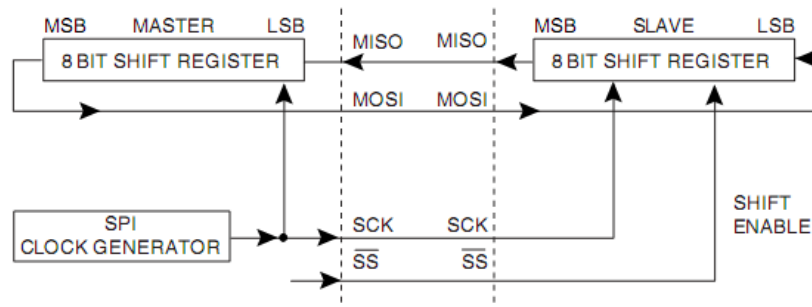 MSB MASTER LSB
MISO MISO
MSB SLAVE LSB
8 BIT SHIFT REGISTER
8 BIT SHIFT REGISTER
MOSI MOSI
SHIFT
ENABLE
SPI
CLOCK GENERATOR
SCK SCK
SS SS